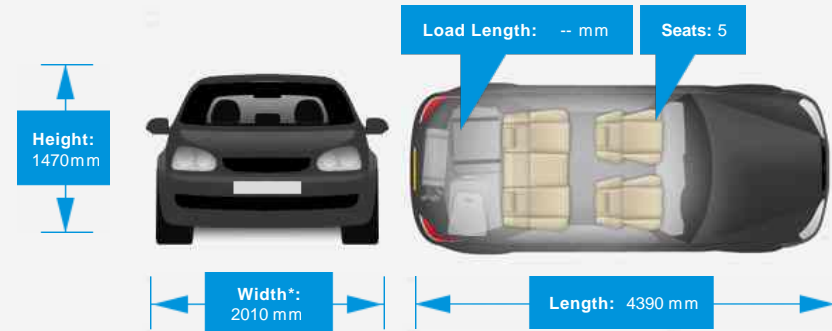 Load Length: -- mm
Seats: 5
Height:
1470mm
Width*:
2010 mm
Length: 4390 mm